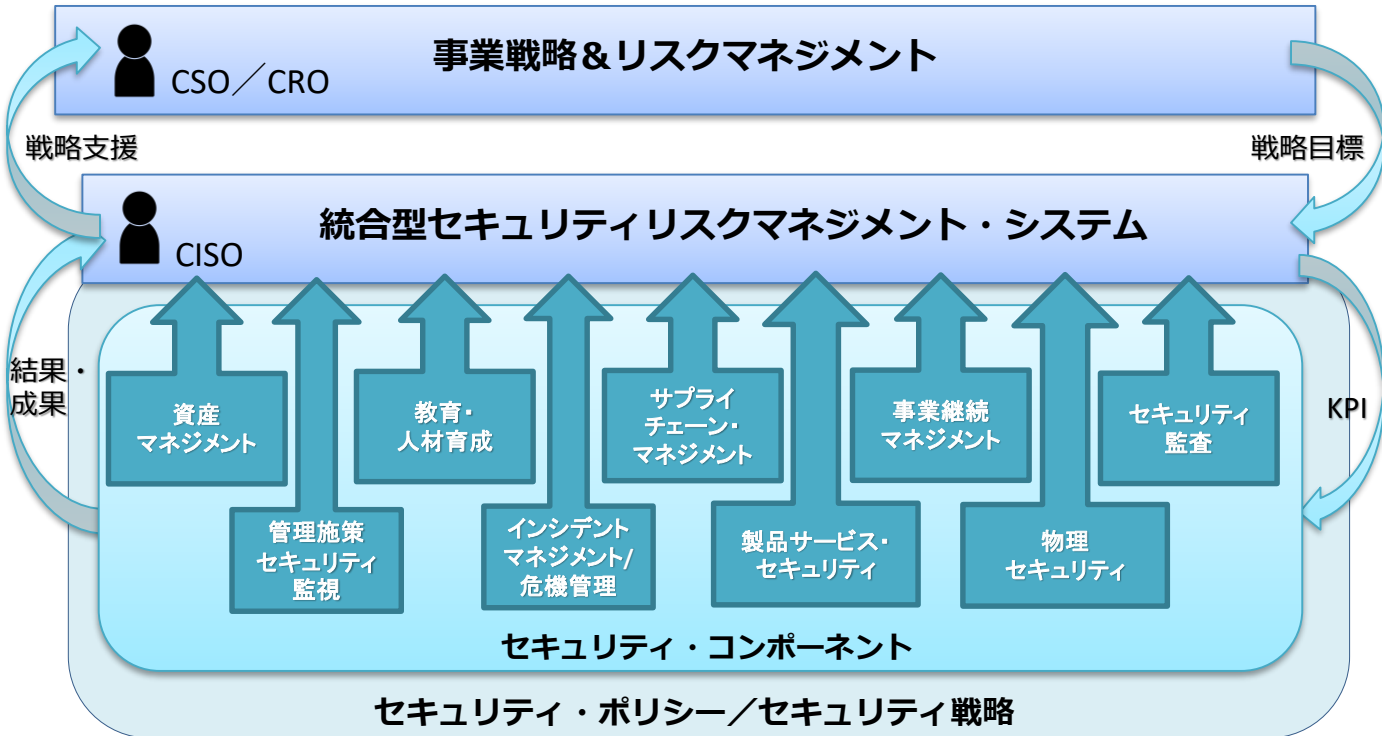 事業戦略＆リスクマネジメント
CSO／CRO
戦略支援
戦略目標
統合型セキュリティリスクマネジメント・システム
CISO
結果・
成果
KPI
資産
マネジメント
教育・
人材育成
サプライ
チェーン・
マネジメント
事業継続
マネジメント
セキュリティ
監査
管理施策
セキュリティ
監視
インシデント
マネジメント/
危機管理
製品サービス・
セキュリティ
物理
セキュリティ
セキュリティ・コンポーネント
セキュリティ・ポリシー／セキュリティ戦略